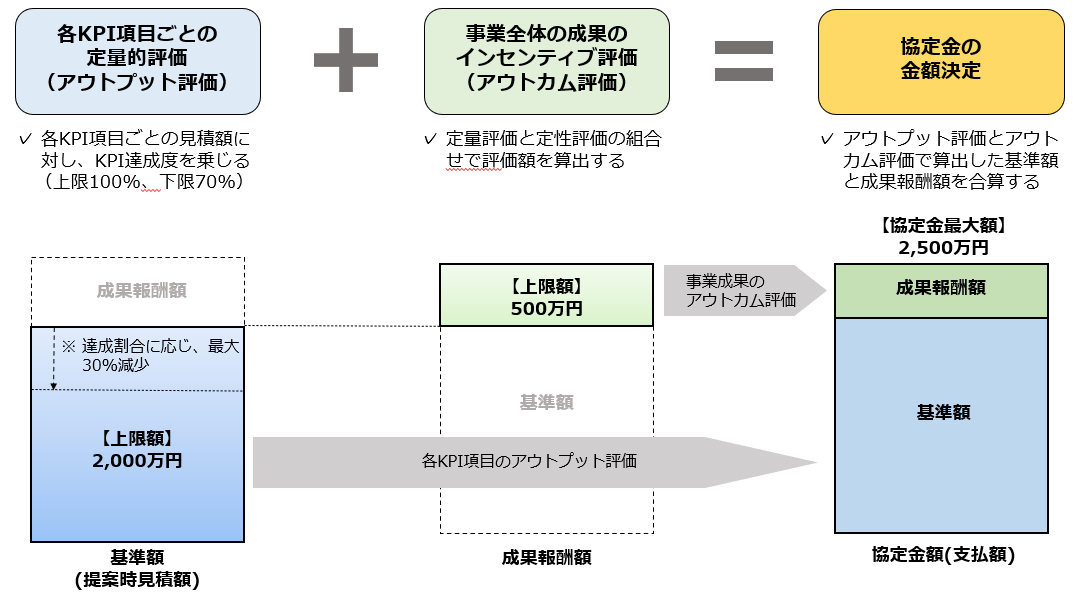 各KPI項目ごとの
定量的評価
（アウトプット評価）
事業全体の成果の
インセンティブ評価
（アウトカム評価）
協定金の
金額決定
✓ 各KPI項目ごとの見積額に
対し、KPI達成度を乗じる
（上限100%、下限70%）
✓ 定量評価と定性評価の組合
せで評価額を算出する
✓ アウトプット評価とアウト
カム評価で算出した基準額
と成果報酬額を合算する
成果報酬額
※ 達成割合に応じ、最大
30%減少
【上限額】
2,000万円
基準額
(提案時見積額)
【上限額】
500万円
基準額
成果報酬額
事業成果の
アウトカム評価
各KPI項目のアウトプット評価
【協定金最大額】
2,500万円
成果報酬額
基準額
協定金額(支払額)